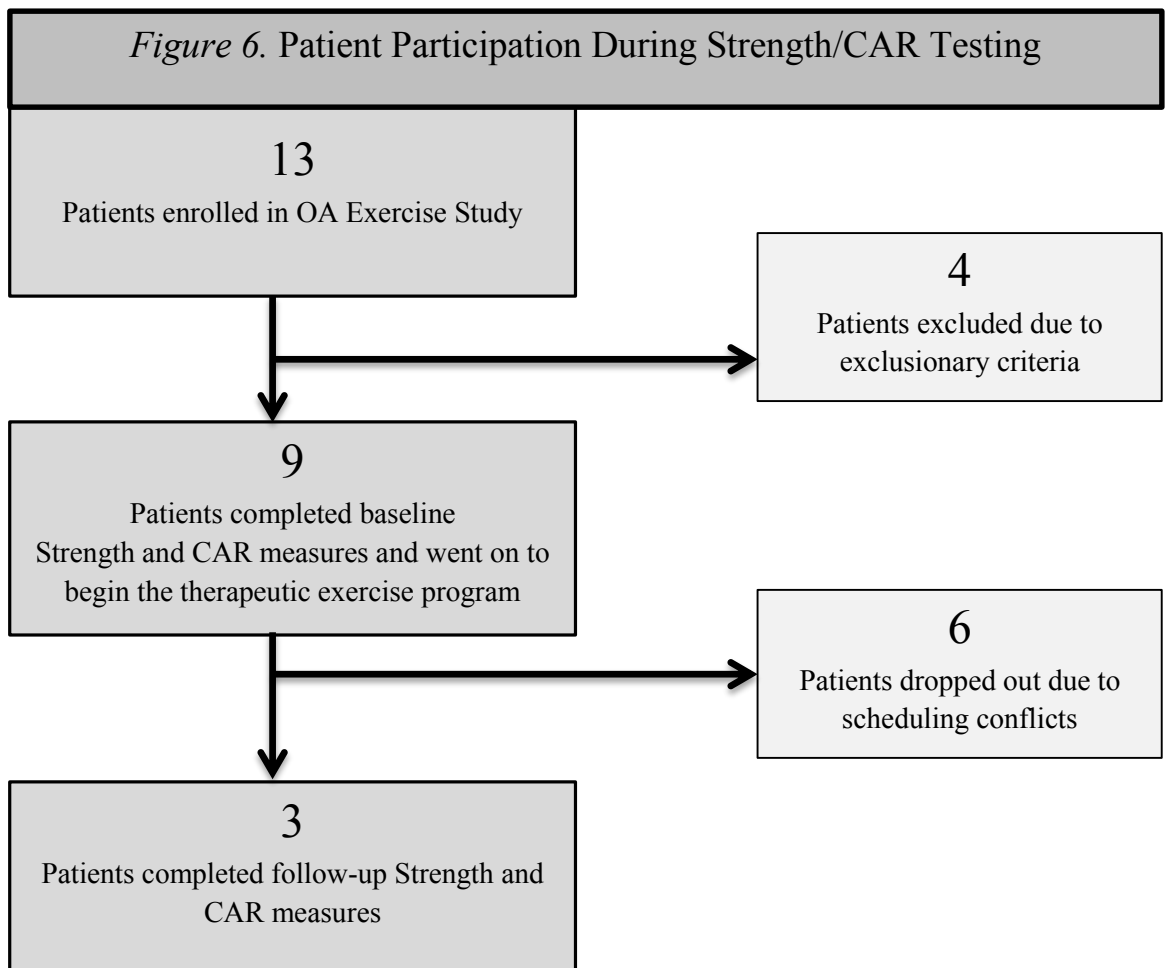 Figure 6. Patient Participation During Strength/CAR Testing
13
Patients enrolled in OA Exercise Study
4
Patients excluded due to
exclusionary criteria
9
Patients completed baseline
Strength and CAR measures and went on to
begin the therapeutic exercise program
6
Patients dropped out due to
scheduling conflicts
3
Patients completed follow-up Strength and
CAR measures